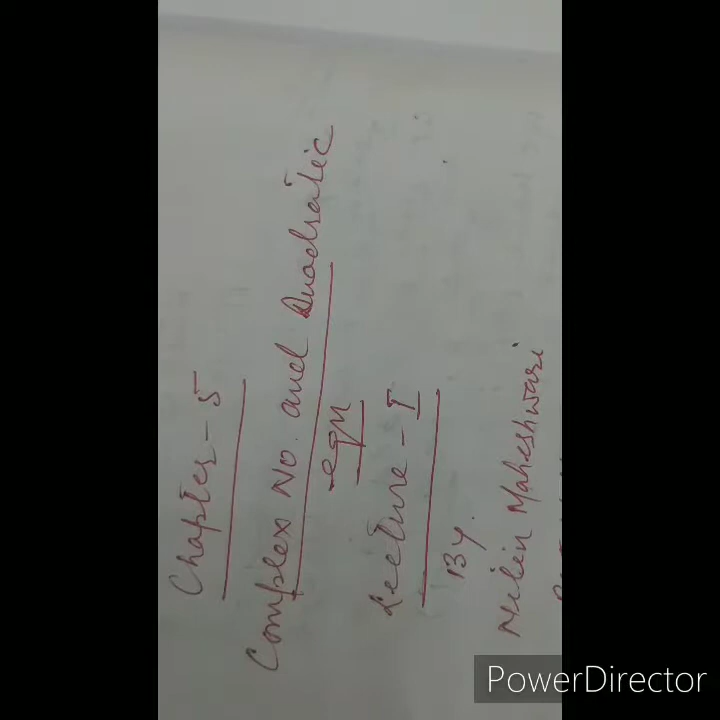 Chapter - 5
Complex No. and Quadratic
eqn
Lecture - I
By.
Nitin Maheshwari
PowerDirector